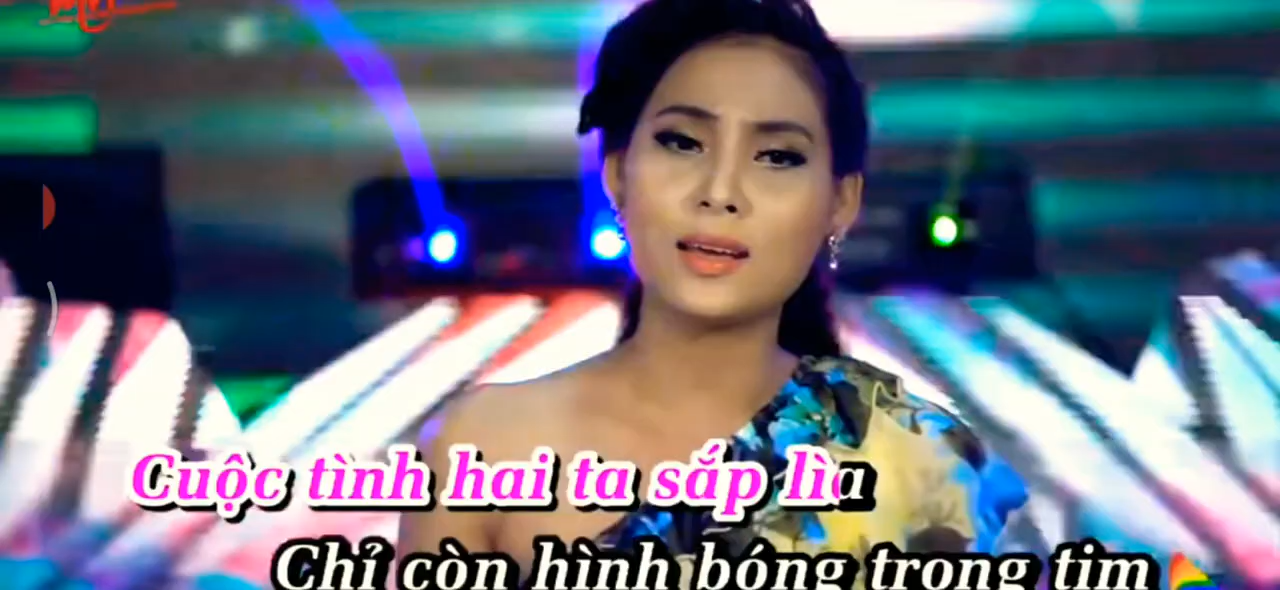 Cuộc tình hai ta sắp lìa
Chỉ còn hình bóng trong tim